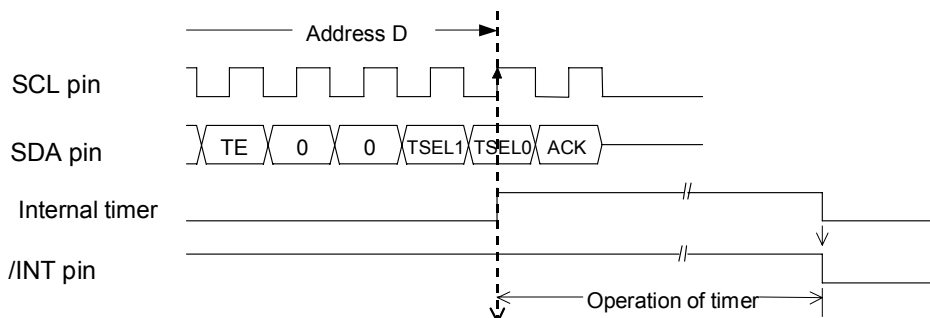 Address D
SCL pin
SDA pin
TE 0 0 TSEL1 TSEL0 ACK
Internal timer
/INT pin
Operation of timer